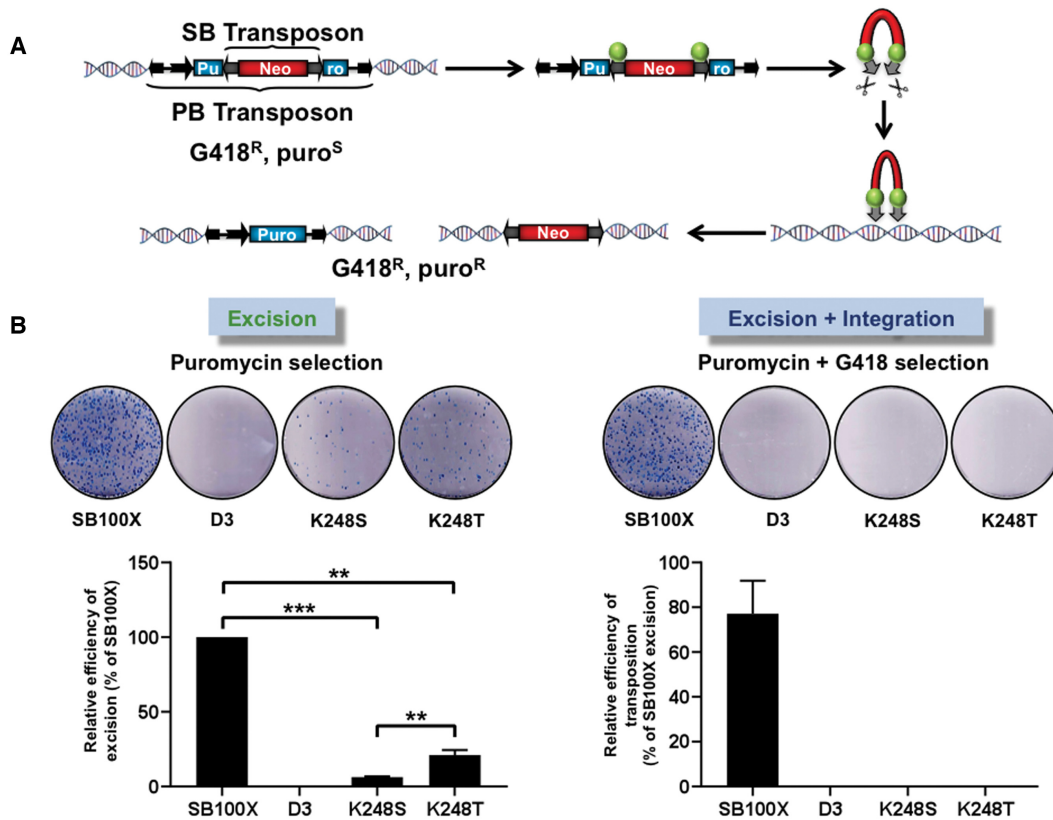 A
SB Transposon
Pu Neo ro
Pu Neo ro
PB Transposon
G418R, puroS
Puro
Neo
G418R, puroR
B
Excision
Puromycin selection
SB100X D3 K248S K248T
Relative efficiency of
excision (% of SB100X)
150
100
50
0
**
***
**
SB100X D3 K248S K248T
Excision + Integration
Puromycin + G418 selection
SB100X D3 K248S K248T
Relative efficiency of
transposition
(% of SB100X excision)
100
80
60
40
20
0
SB100X D3 K248S K248T